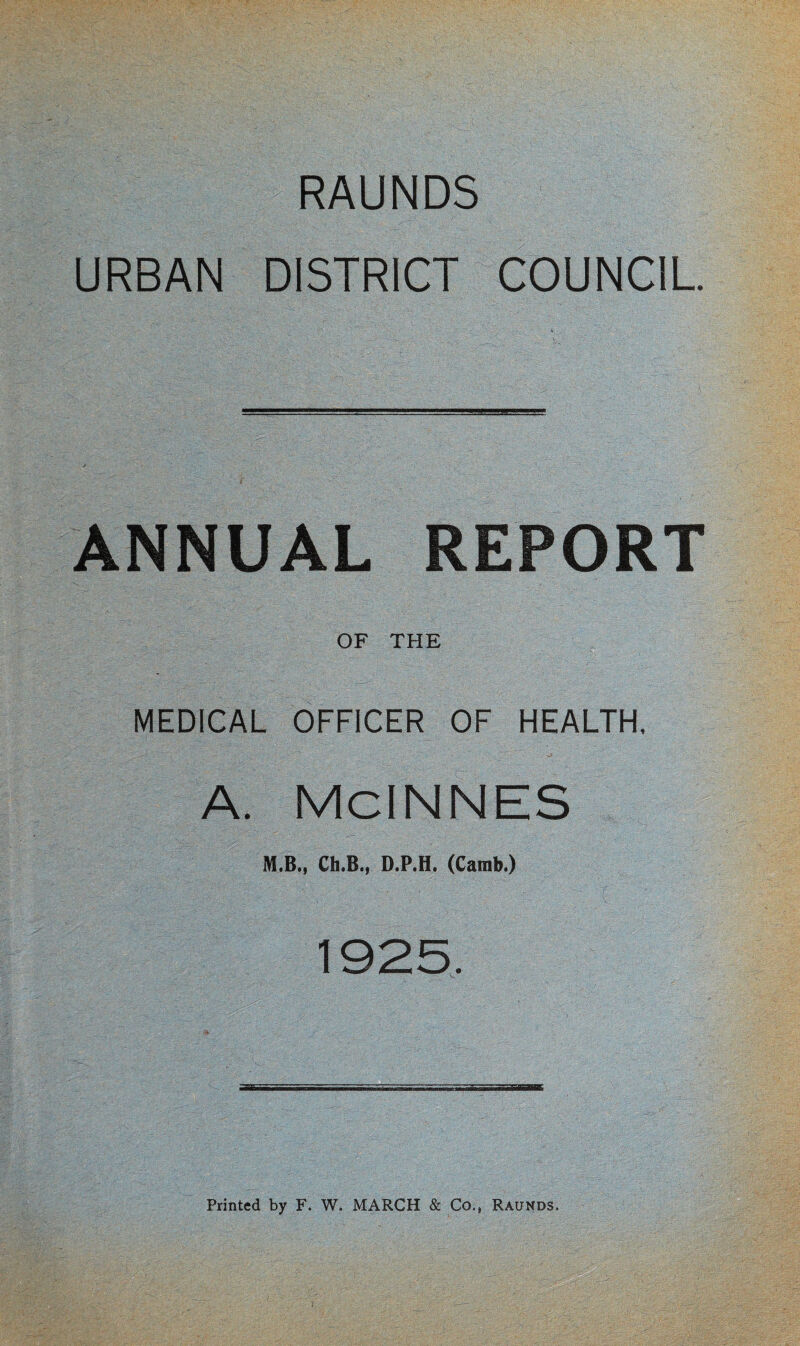 RAUNDS
URBAN DISTRICT COUNCIL.
ANNUAL REPORT
OF THE
MEDICAL OFFICER OF HEALTH,
A. McINNES
M.B., Ch.B., D.P.H. (Camb.)
1925.
Printed by F. W. MARCH & Co., RAUNDS.